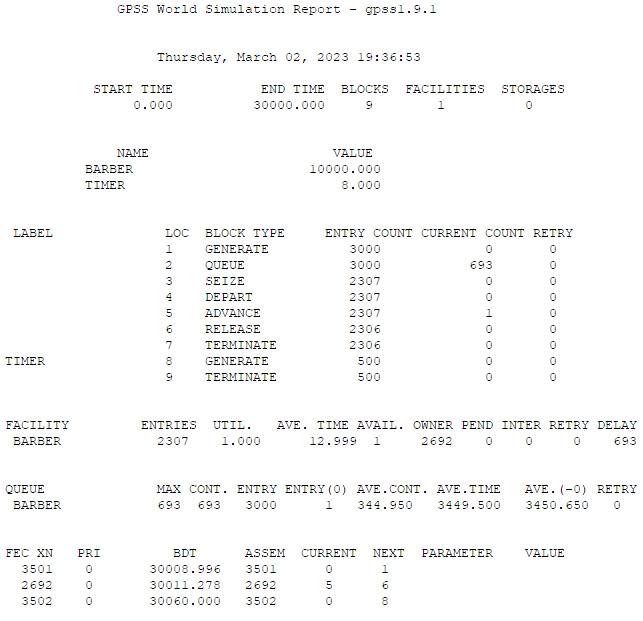 GPSS World Simulation Report - gpss1.9.1
Thursday, March 02, 2023 19:36:53
START TIME END TIME BLOCKS FACILITIES STORAGES
0.000 30000.000 9 1 0
NAME VALUE
BARBER 10000.000
TIMER 8.000
LABEL LOC BLOCK TYPE ENTRY COUNT CURRENT COUNT RETRY
1 GENERATE 3000 0 0
2 QUEUE 3000 693 0
3 SEIZE 2307 0 0
4 DEPART 2307 0 0
5 ADVANCE 2307 1 0
6 RELEASE 2306 0 0
7 TERMINATE 2306 0 0
TIMER 8 GENERATE 500 0 0
9 TERMINATE 500 0 0
FACILITY ENTRIES UTIL. AVE. TIME AVAIL. OWNER PEND INTER RETRY DELAY
BARBER 2307 1.000 12.999 1 2692 0 0 0 693
QUEUE MAX CONT. ENTRY ENTRY(0) AVE.CONT. AVE.TIME AVE.(-0) RETRY
BARBER 693 693 3000 1 344.950 3449.500 3450.650 0
FEC XN PRI BDT ASSEM CURRENT NEXT PARAMETER VALUE
3501 0 30008.996 3501 0 1
2692 0 30011.278 2692 5 6
3502 0 30060.000 3502 0 8